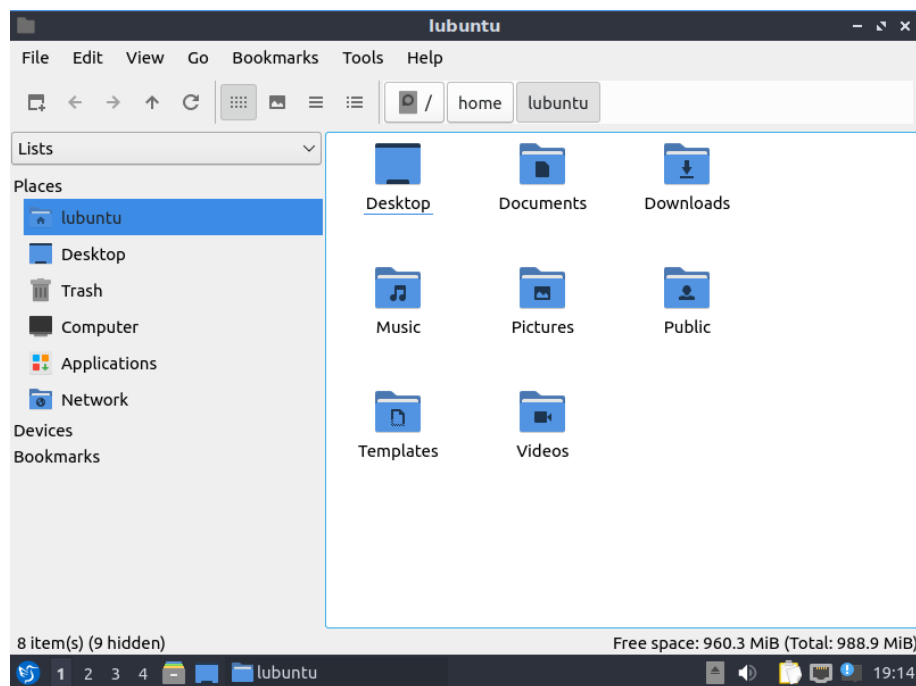 lubuntu
File Edit View Go Bookmarks Tools Help
/ home lubuntu
Lists
Places
lubuntu
Desktop
Trash
Computer
Applications
Network
Devices
Bookmarks
Desktop Documents Downloads
Music Pictures Public
Templates Videos
8 item(s) (9 hidden) Free space: 960.3 MiB (Total: 988.9 MiB)
1 2 3 4 lubuntu 19:14